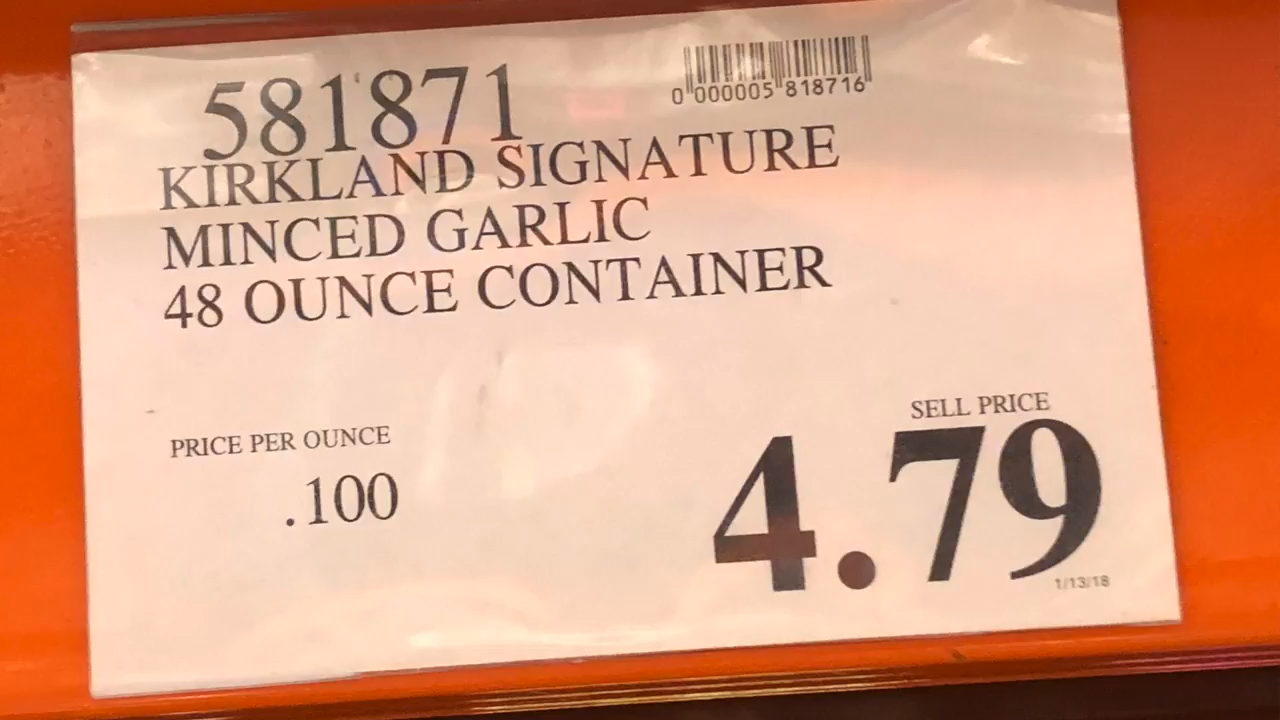 581871
0 000005 818716
KIRKLAND SIGNATURE
MINCED GARLIC
48 OUNCE CONTAINER
PRICE PER OUNCE
.100
SELL PRICE
4.79
1/13/18